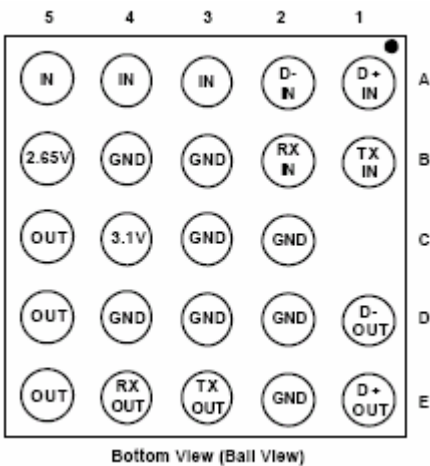 5 4 3 2 1
IN IN IN D- IN D+ IN A
2.65V GND GND RX IN TX IN B
OUT 3.1V GND GND C
OUT GND GND GND D- OUT D
OUT RX OUT TX OUT GND D+ OUT E
Bottom View (Ball View)